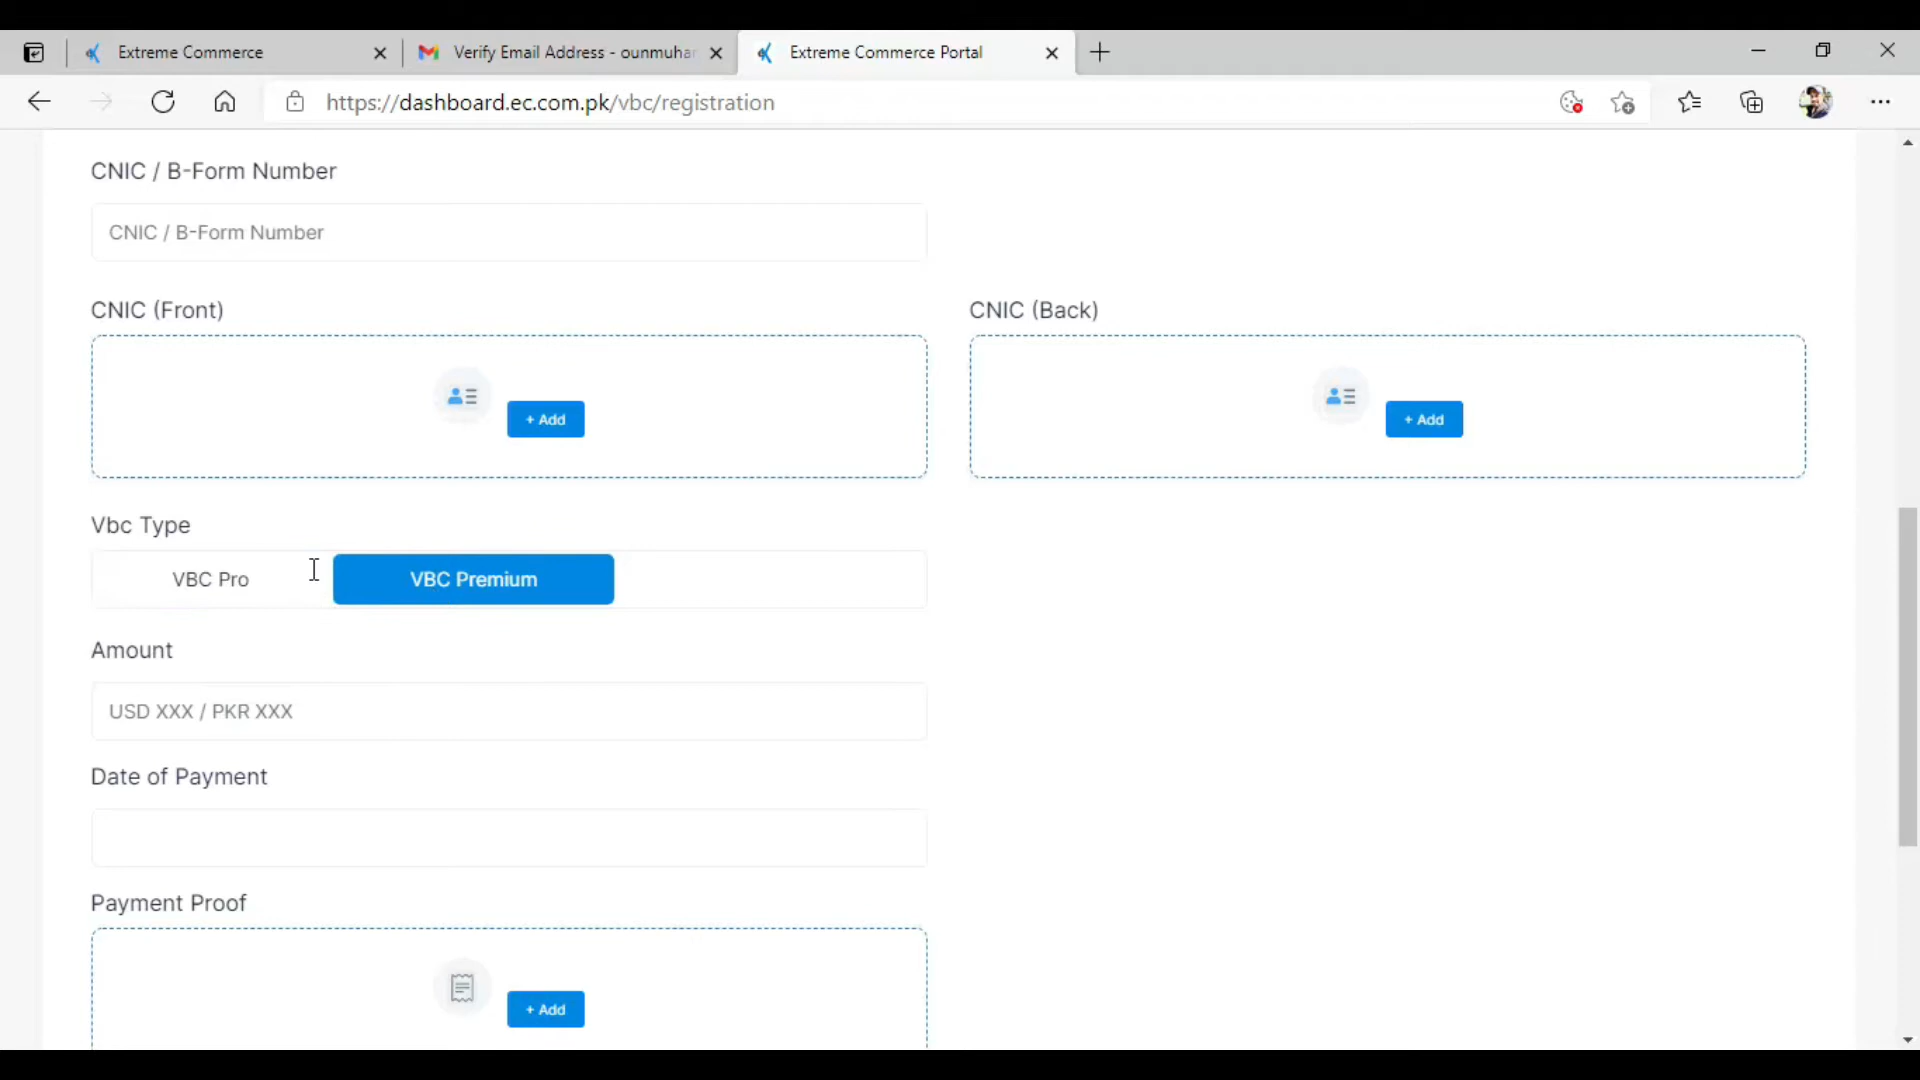 Extreme Commerce
Verify Email Address - ounmuhar
Extreme Commerce Portal
https://dashboard.ec.com.pk/vbc/registration
CNIC / B-Form Number
CNIC / B-Form Number
CNIC (Front)
CNIC (Back)
+ Add
+ Add
Vbc Type
VBC Pro
VBC Premium
Amount
USD XXX / PKR XXX
Date of Payment
Payment Proof
+ Add